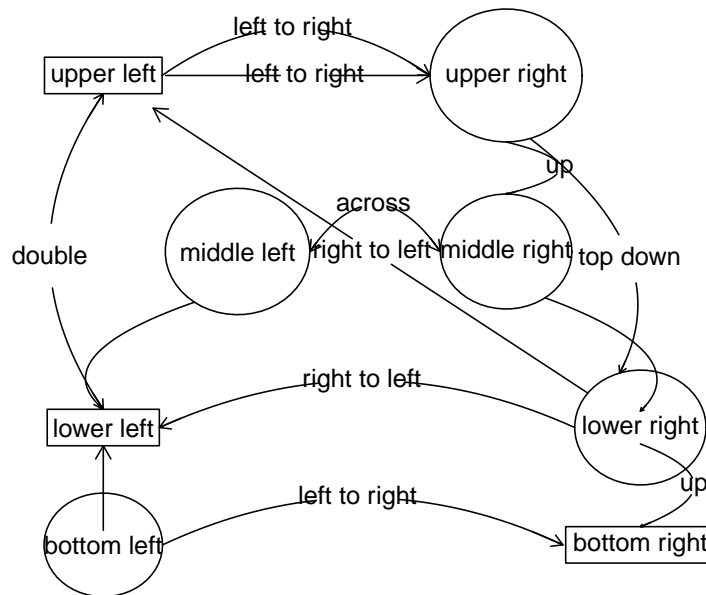 left to right
upper left
left to right
upper right
up
across
middle left
right to left
middle right
double
top down
right to left
lower left
lower right
left to right
up
bottom left
bottom right